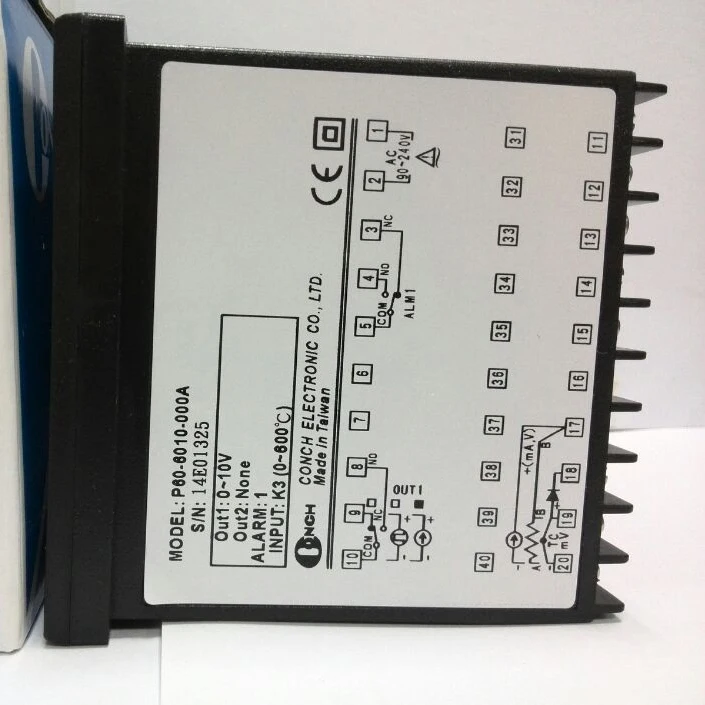 MODEL: P60-6010-000A
S/N: 14E01325
Out1: 0~10V
Out2: None
ALARM: 1
INPUT: K3 (0~600℃)
CONCH
CONCH ELECTRONIC CO., LTD.
Made in Taiwan
CE
10 9 8 7 6 5 4 3 2 1
COM NC NO
COM NO NC
AC
90~240V
OUT1
ALM1
- +
- +
40 39 38 37 36 35 34 33 32 31
- +(mA,V)
A B B
TC
mV
- +
20 19 18 17 16 15 14 13 12 11